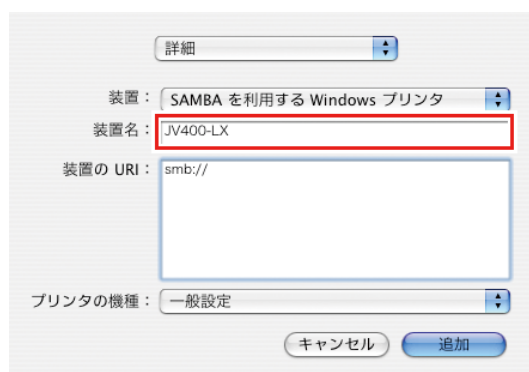 詳細
装置： SAMBA を利用する Windows プリンタ
装置名： JV400-LX
装置の URI： smb://
プリンタの機種： 一般設定
キャンセル 追加